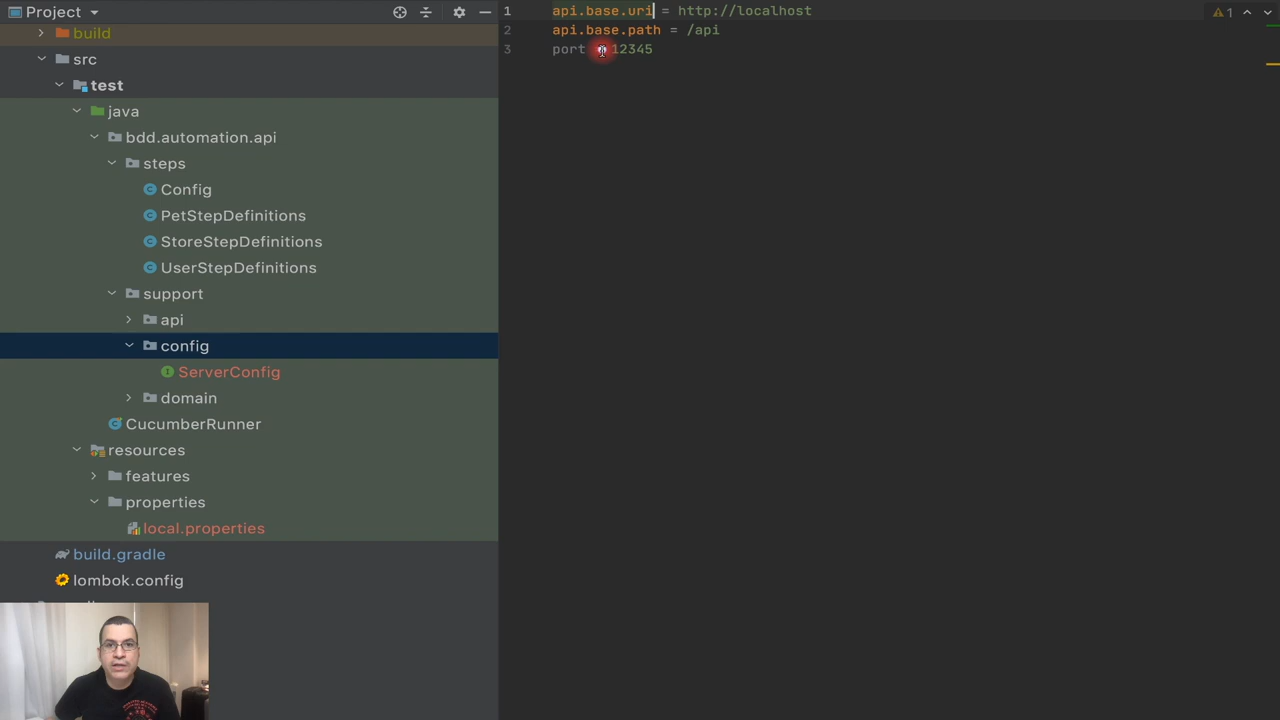 Project
build
src
test
java
bdd.automation.api
steps
Config
PetStepDefinitions
StoreStepDefinitions
UserStepDefinitions
support
api
config
ServerConfig
domain
CucumberRunner
resources
features
properties
local.properties
build.gradle
lombok.config
1 api.base.uri = http://localhost
2 api.base.path = /api
3 port 12345
1